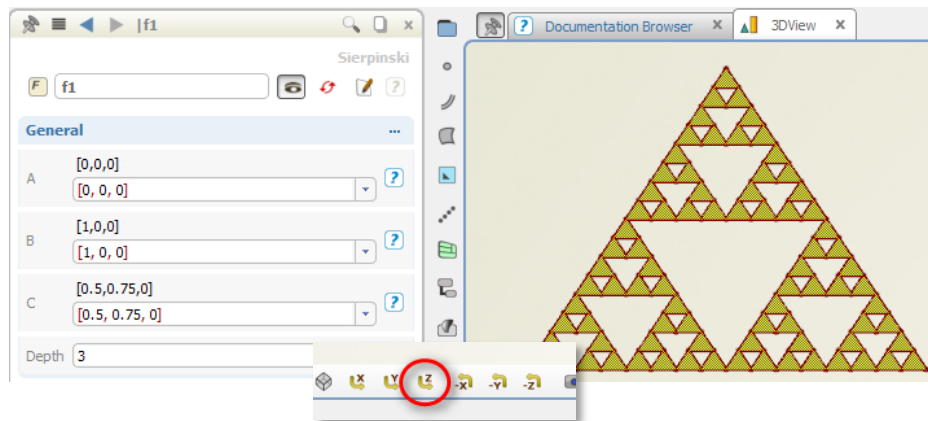 |f1
Documentation Browser
3DView
Sierpinski
F f1
General
A
[0,0,0]
[0, 0, 0]
B
[1,0,0]
[1, 0, 0]
C
[0.5,0.75,0]
[0.5, 0.75, 0]
Depth 3
X Y Z -X -Y -Z